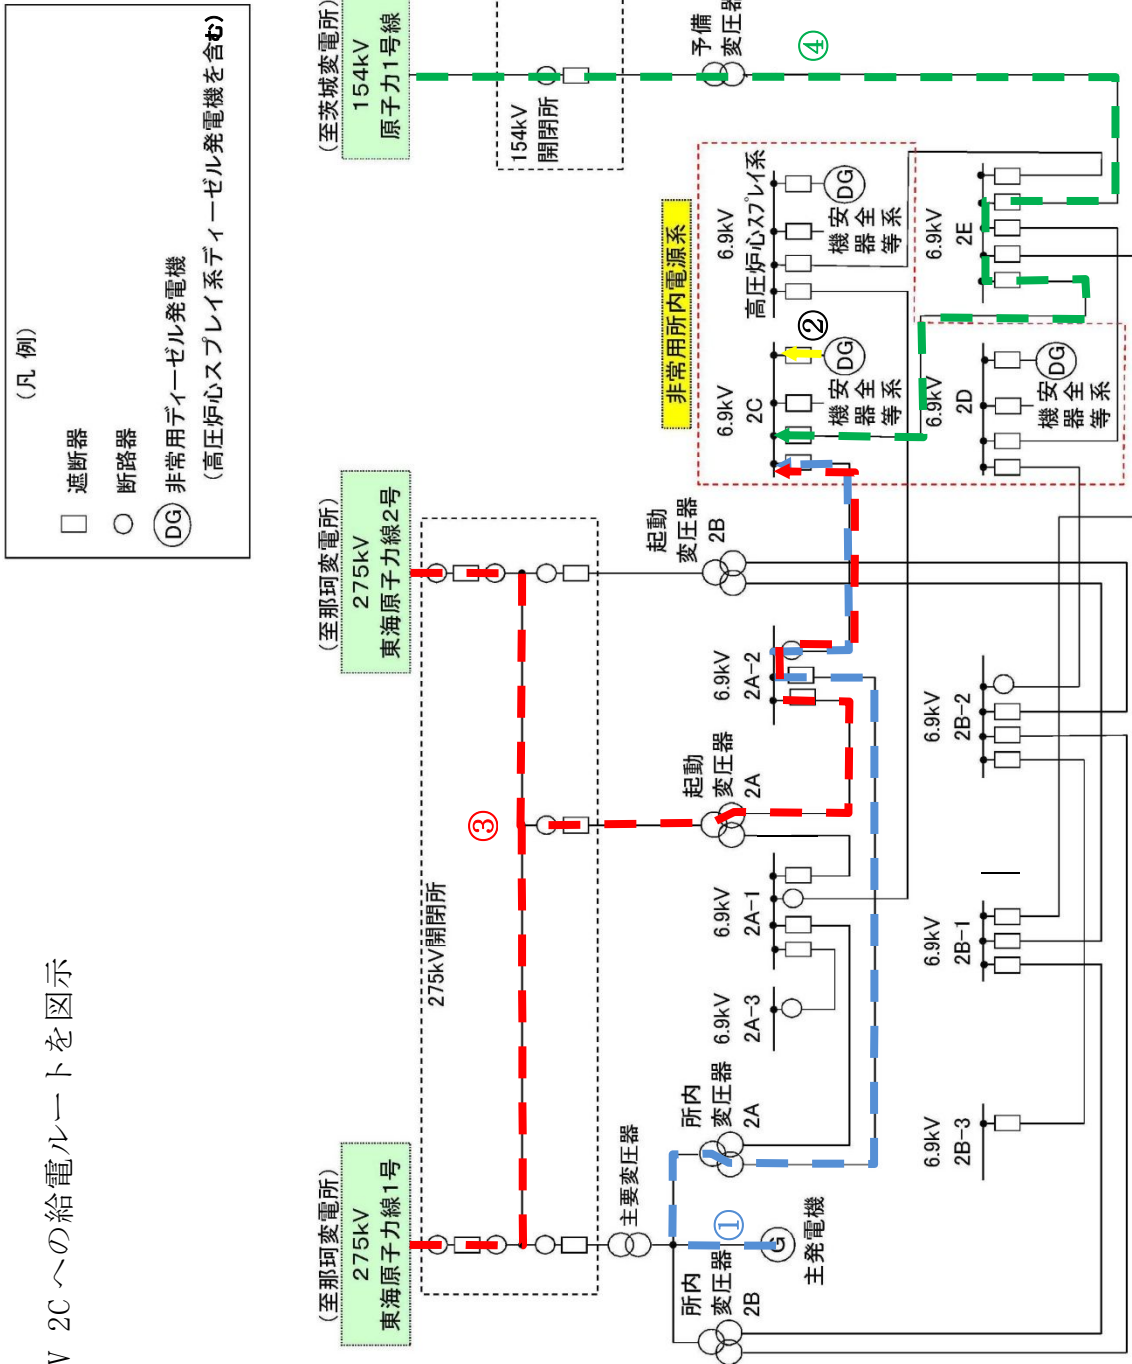 V 2C への給電ルートを図示
(凡 例)
遮断器
断路器
DG 非常用ディーゼル発電機
(高圧炉心スプレイ系ディーゼル発電機を含む)
(至那珂変電所)
275kV
東海原子力線1号
(至那珂変電所)
275kV
東海原子力線2号
(至茨城変電所)
154kV
原子力1号線
275kV開閉所
154kV
開閉所
③
主要変圧器
所内
変圧器
2B
①
G
主発電機
所内
変圧器
2A
起動
変圧器
2A
起動
変圧器
2B
予備
変圧器
④
非常用所内電源系
6.9kV
2A-3
6.9kV
2A-1
6.9kV
2A-2
6.9kV
2C
安全系
機器等
DG
②
6.9kV
高圧炉心スプレイ系
安全系
機器等
DG
6.9kV
2B-3
6.9kV
2B-1
6.9kV
2B-2
6.9kV
2D
安全系
機器等
DG
6.9kV
2E